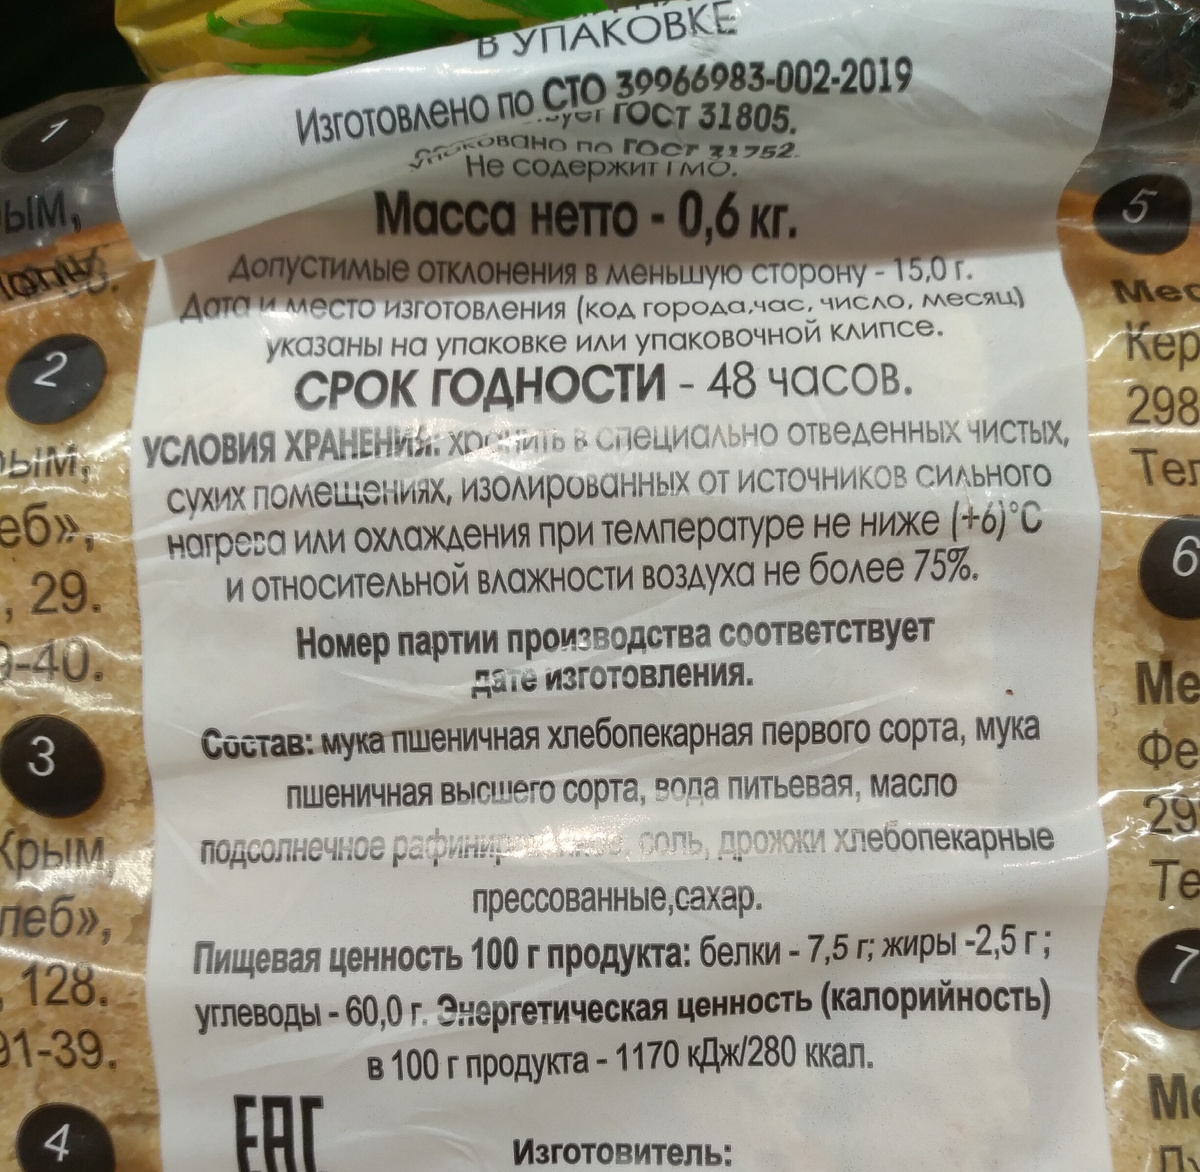 В УПАКОВКЕ
Изготовлено по СТО 39966983-002-2019
ГОСТ 31805.
по ГОСТ 31752.
Не содержит ГМО.
Масса нетто - 0,6 кг.
Допустимые отклонения в меньшую сторону - 15,0 г.
Дата и место изготовления (код города,час, число, месяц)
указаны на упаковке или упаковочной клипсе.
СРОК ГОДНОСТИ - 48 часов.
УСЛОВИЯ ХРАНЕНИЯ: хранить в специально отведенных чистых,
сухих помещениях, изолированных от источников сильного
нагрева или охлаждения при температуре не ниже (+6)°С
и относительной влажности воздуха не более 75%.
Номер партии производства соответствует
дате изготовления.
Состав: мука пшеничная хлебопекарная первого сорта, мука
пшеничная высшего сорта, вода питьевая, масло
подсолнечное рафинированное, соль, дрожжи хлебопекарные
прессованные,сахар.
Пищевая ценность 100 г продукта: белки - 7,5 г; жиры -2,5 г;
углеводы - 60,0 г. Энергетическая ценность (калорийность)
в 100 г продукта - 1170 кДж/280 ккал.
ЕАС
Изготовитель:
1
2
29.
3
Крым,
128.
91-39.
4
5
298
6
29
7